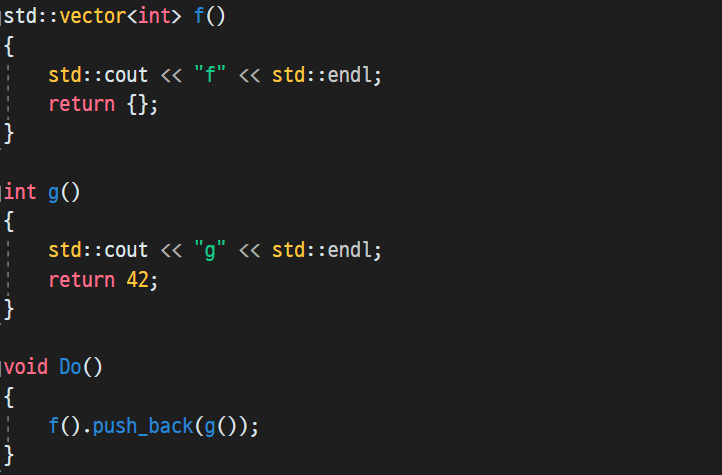 std::vector<int> f()
{
    std::cout << "f" << std::endl;
    return {};
}

int g()
{
    std::cout << "g" << std::endl;
    return 42;
}

void Do()
{
    f().push_back(g());
}